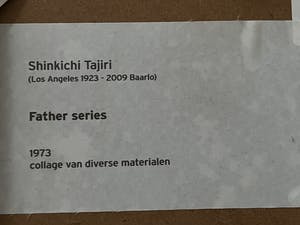 Shinkichi Tajiri
(Los Angeles 1923 - 2009 Baarlo)
Father series
1973
collage van diverse materialen